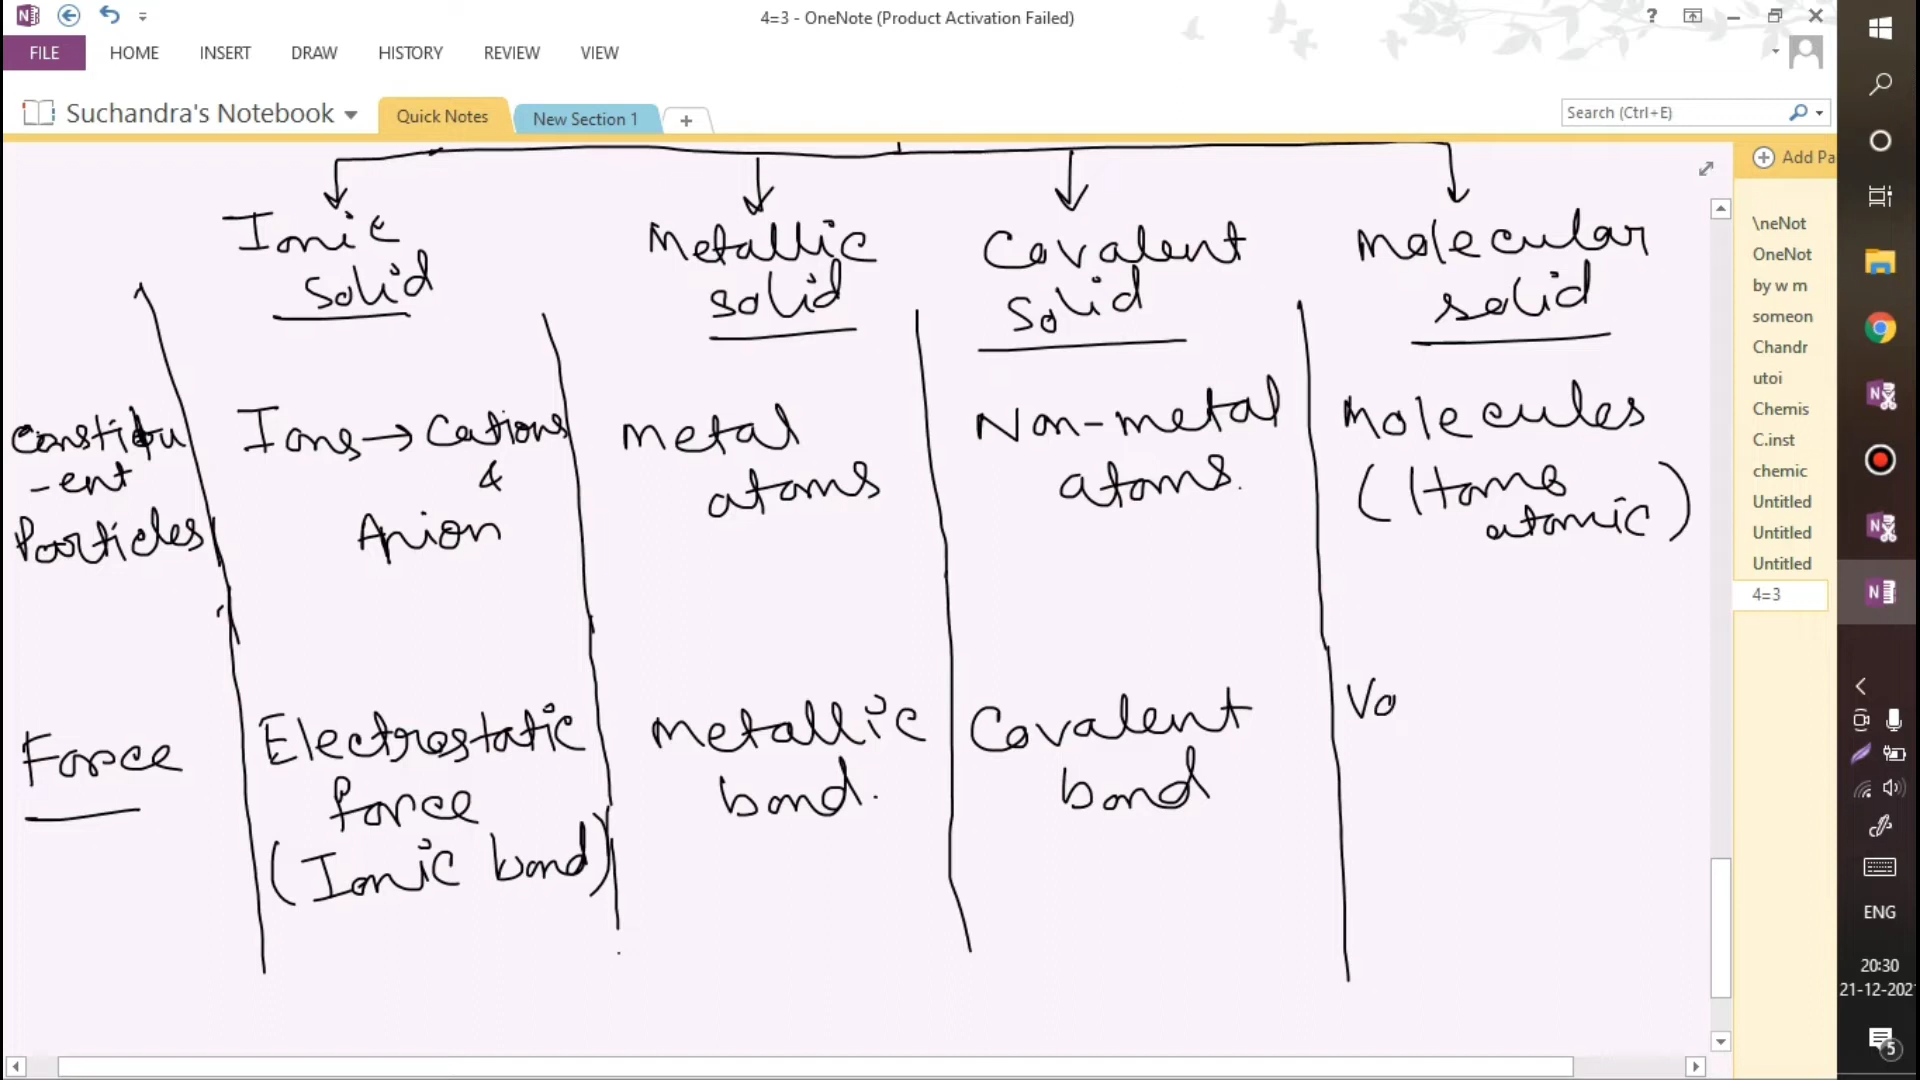 4=3 - OneNote (Product Activation Failed)
FILE HOME INSERT DRAW HISTORY REVIEW VIEW
Suchandra's Notebook Quick Notes New Section 1
Search (Ctrl+E)
Add Pa
\neNot
OneNot
by w m
someon
Chandr
utoi
Chemis
C.inst
chemic
Untitled
Untitled
Untitled
4=3
Ionic
Solid
Metallic
solid
Covalent
Solid
Molecular
solid
Constitu
-ent
Particles
Ions → Cations
&
Anion
Metal
atoms
Non-metal
atoms.
Molecules
(Homo
atomic)
Force
Electrostatic
force
(Ionic bond)
Metallic
bond.
Covalent
bond
Va
ENG
20:30
21-12-202
5